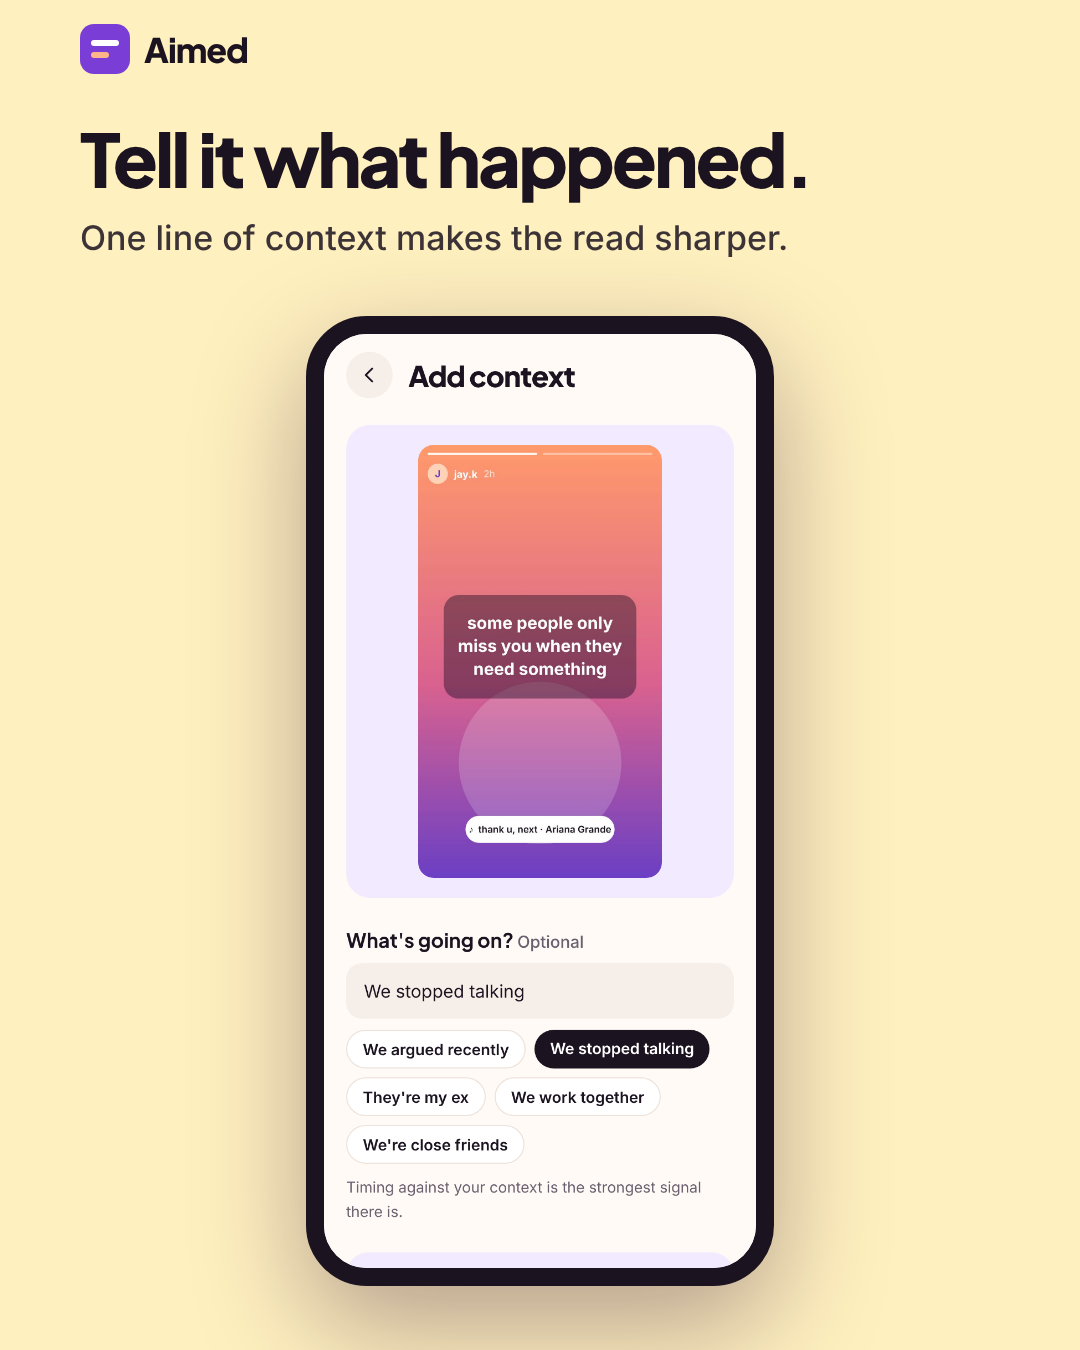 Aimed
Tell it what happened.
One line of context makes the read sharper.
Add context
J jay.k 2h
some people only
miss you when they
need something
♪ thank u, next · Ariana Grande
What's going on? Optional
We stopped talking
We argued recently We stopped talking
They're my ex We work together
We're close friends
Timing against your context is the strongest signal
there is.